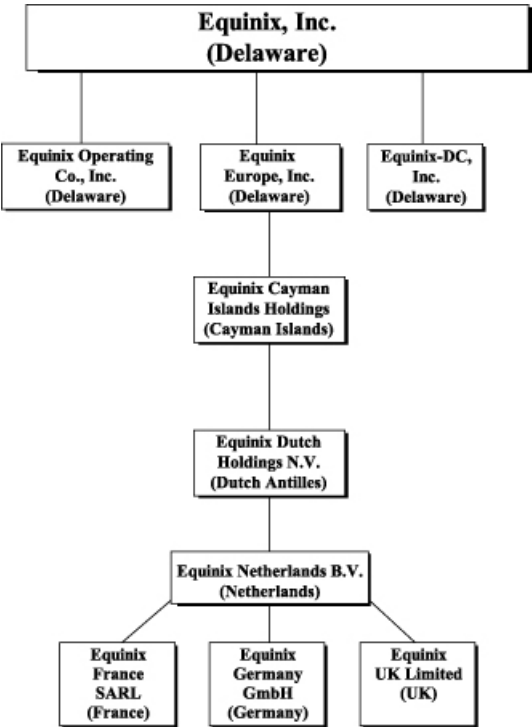 Equinix, Inc.
(Delaware)
Equinix Operating
Co., Inc.
(Delaware)
Equinix
Europe, Inc.
(Delaware)
Equinix-DC,
Inc.
(Delaware)
Equinix Cayman
Islands Holdings
(Cayman Islands)
Equinix Dutch
Holdings N.V.
(Dutch Antilles)
Equinix Netherlands B.V.
(Netherlands)
Equinix
France
SARL
(France)
Equinix
Germany
GmbH
(Germany)
Equinix
UK Limited
(UK)